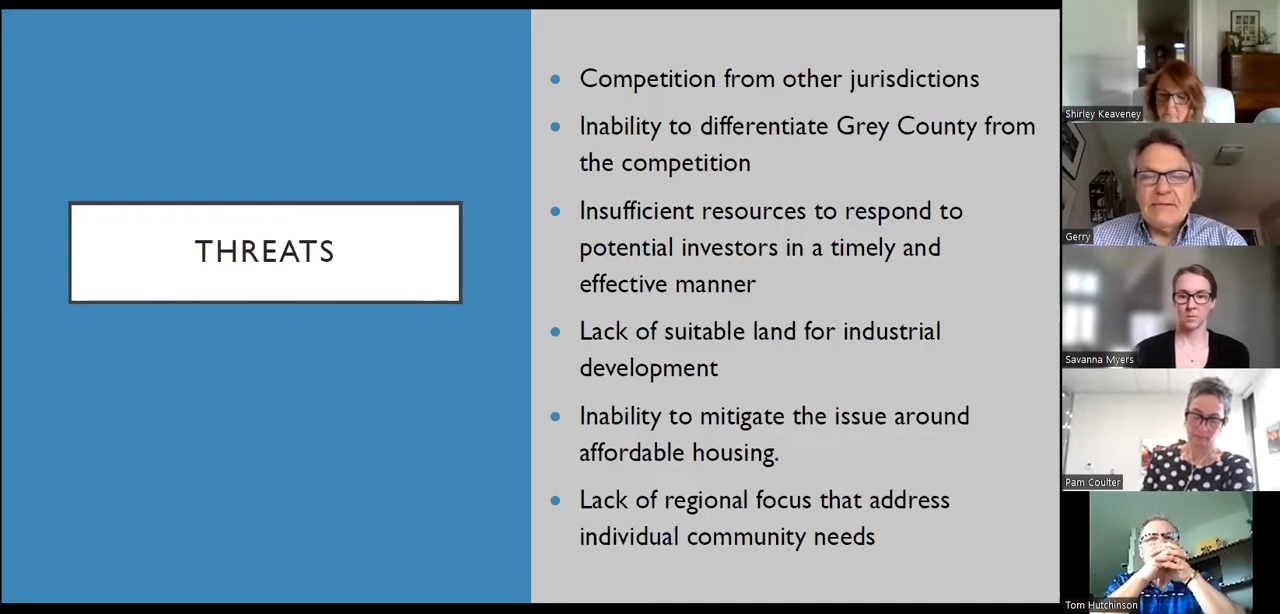 THREATS
Competition from other jurisdictions
Inability to differentiate Grey County from
the competition
Insufficient resources to respond to
potential investors in a timely and
effective manner
Lack of suitable land for industrial
development
Inability to mitigate the issue around
affordable housing.
Lack of regional focus that address
individual community needs
Shirley Keaveney
Gerry
Savanna Myers
Pam Coulter
Tom Hutchinson